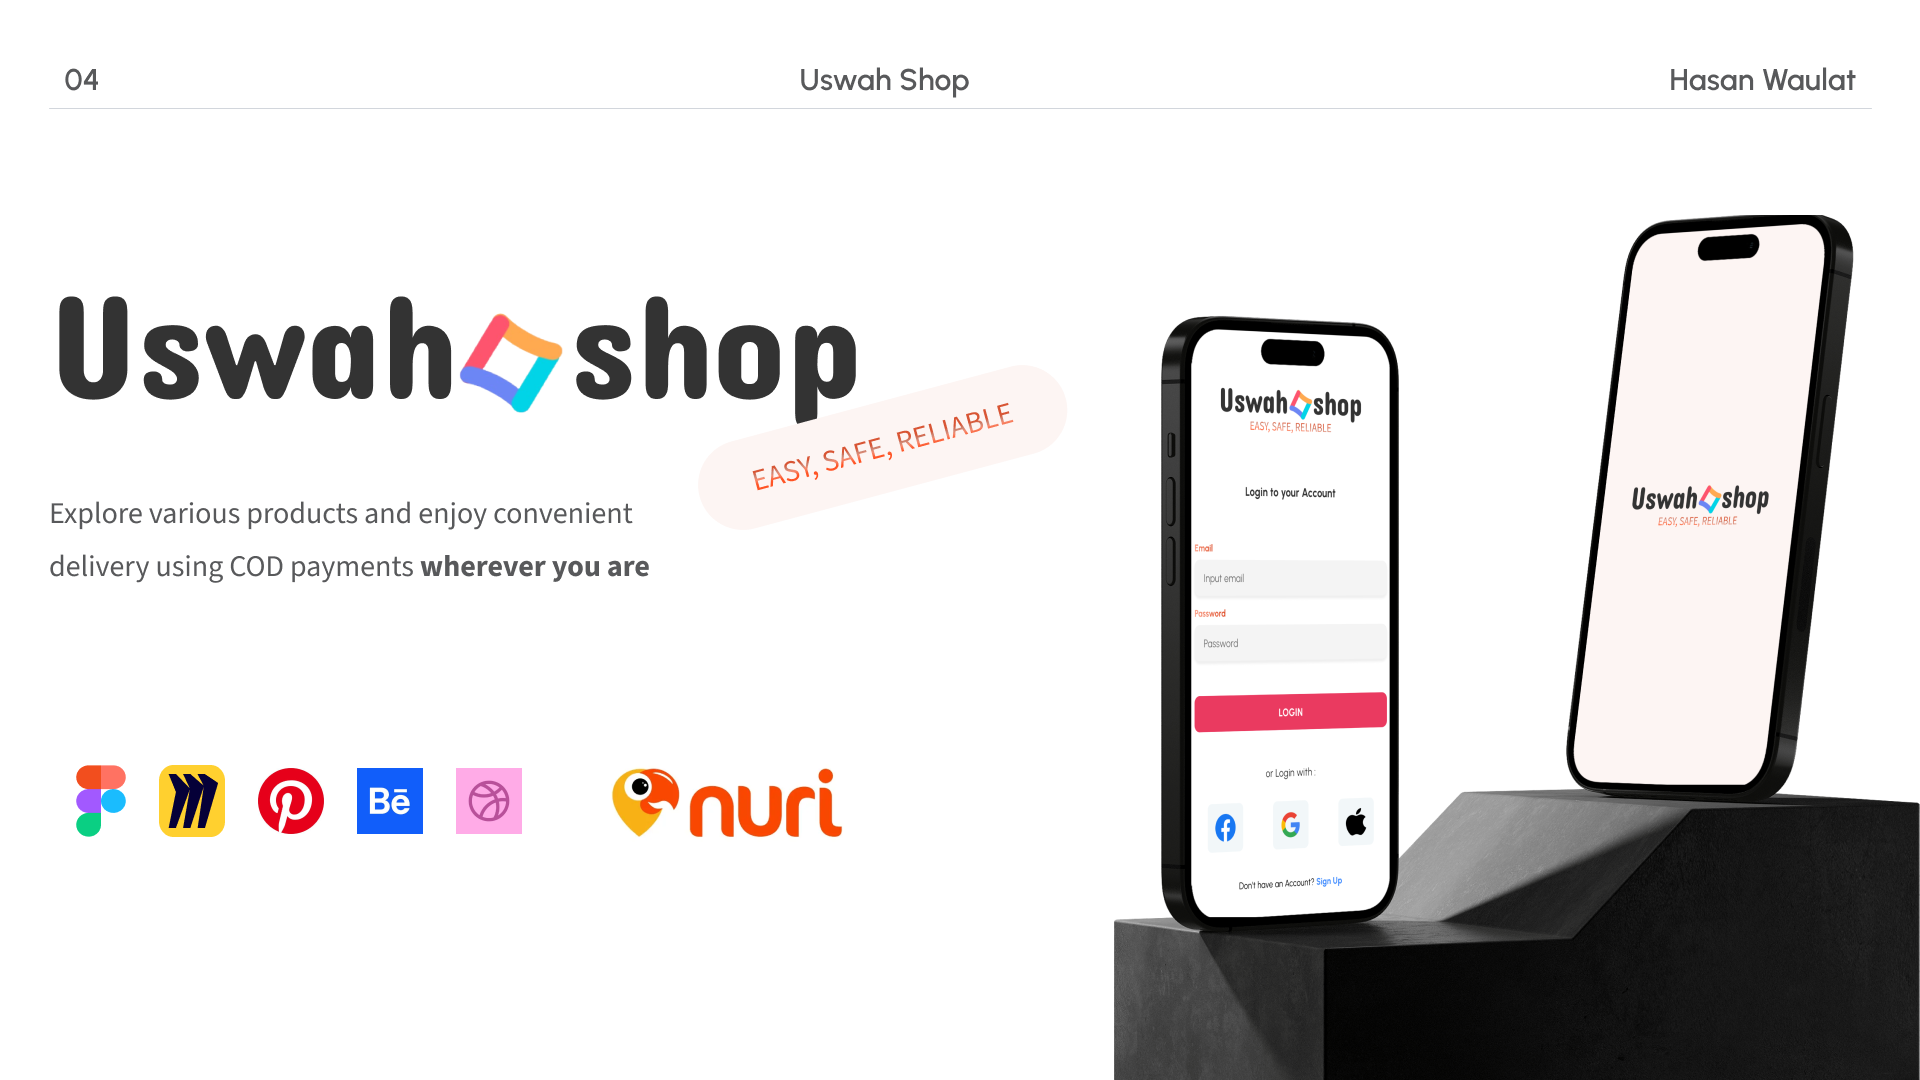 04
Uswah Shop
Hasan Waulat
Uswah shop
EASY, SAFE, RELIABLE
Explore various products and enjoy convenient
delivery using COD payments wherever you are
Bē
nuri
Uswah shop
EASY, SAFE, RELIABLE
Login to your Account
Email
Input email
Password
Password
LOGIN
or Login with :
Don't have an Account? Sign Up
Uswah shop
EASY, SAFE, RELIABLE